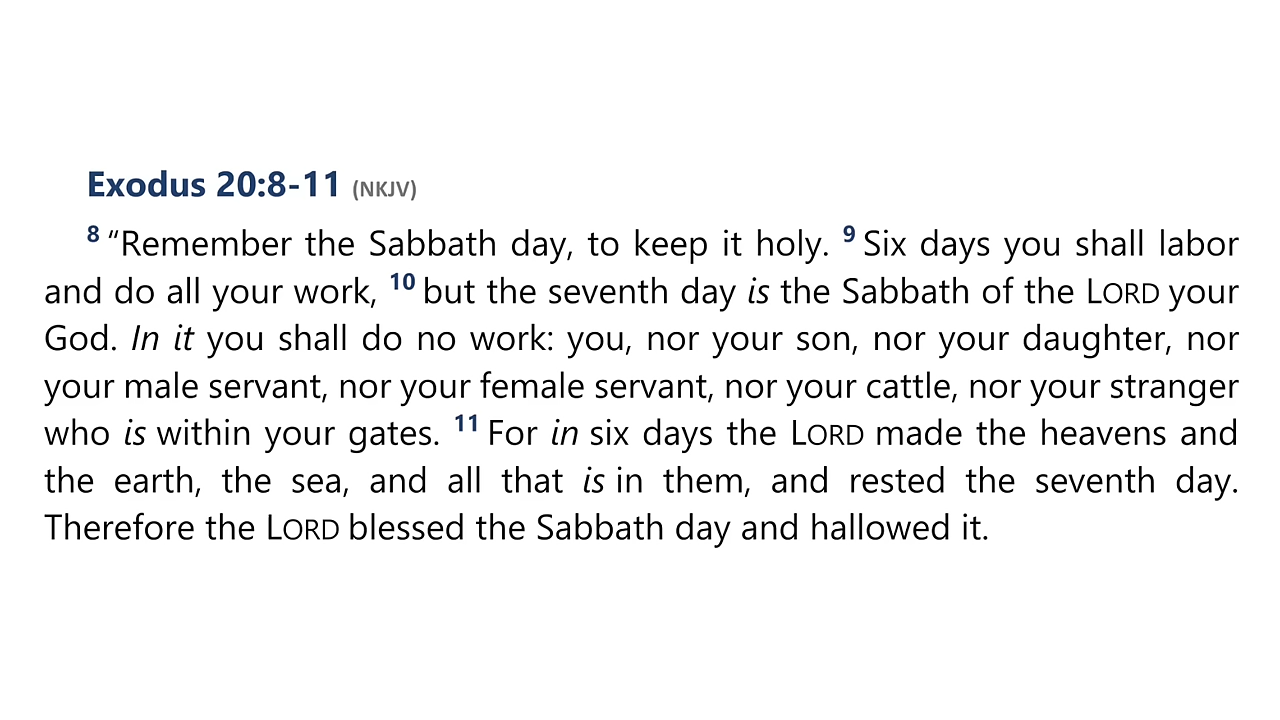 Exodus 20:8-11 (NKJV)
8 “Remember the Sabbath day, to keep it holy. 9 Six days you shall labor
and do all your work, 10 but the seventh day is the Sabbath of the LORD your
God. In it you shall do no work: you, nor your son, nor your daughter, nor
your male servant, nor your female servant, nor your cattle, nor your stranger
who is within your gates. 11 For in six days the LORD made the heavens and
the earth, the sea, and all that is in them, and rested the seventh day.
Therefore the LORD blessed the Sabbath day and hallowed it.